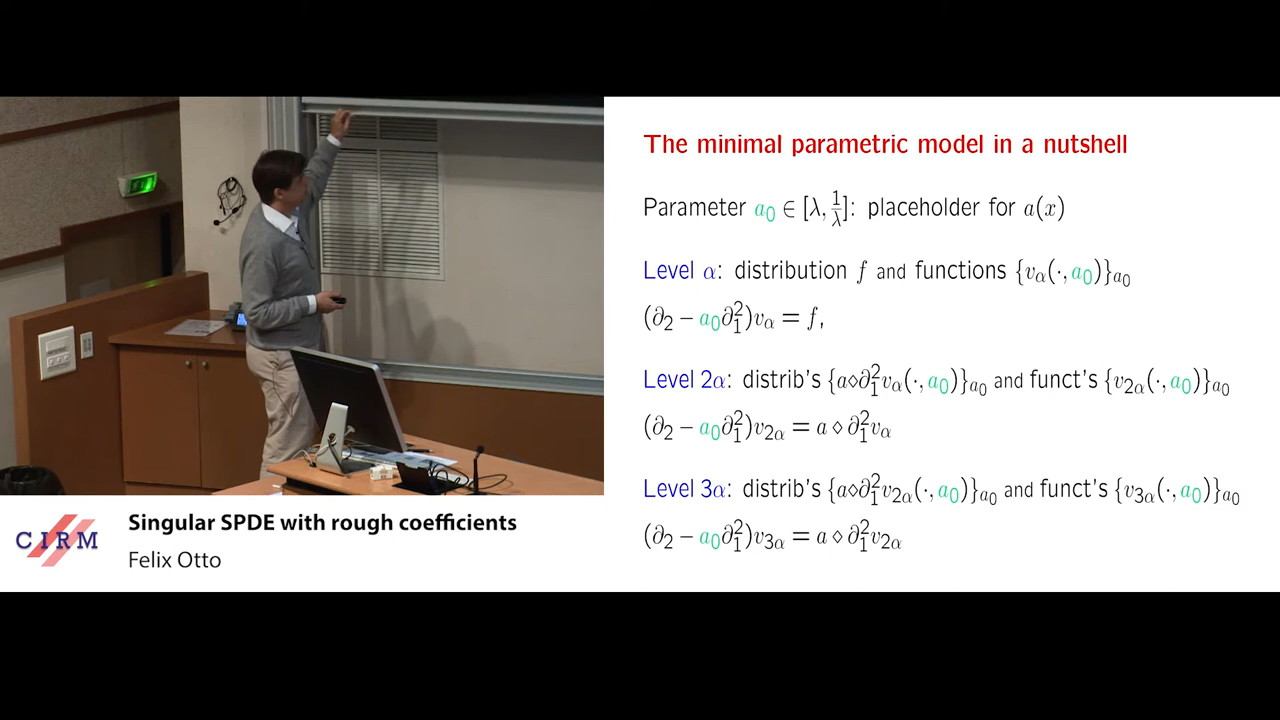 The minimal parametric model in a nutshell
Parameter a₀ ∈ [λ, 1/λ]: placeholder for a(x)
Level α: distribution f and functions {v_α(·, a₀)}_{a₀}
(∂₂ − a₀∂₁²)v_α = f,
Level 2α: distrib's {a⋄∂₁²v_α(·, a₀)}_{a₀} and funct's {v_{2α}(·, a₀)}_{a₀}
(∂₂ − a₀∂₁²)v_{2α} = a ⋄ ∂₁²v_α
Level 3α: distrib's {a⋄∂₁²v_{2α}(·, a₀)}_{a₀} and funct's {v_{3α}(·, a₀)}_{a₀}
(∂₂ − a₀∂₁²)v_{3α} = a ⋄ ∂₁²v_{2α}
CIRM
Singular SPDE with rough coefficients
Felix Otto